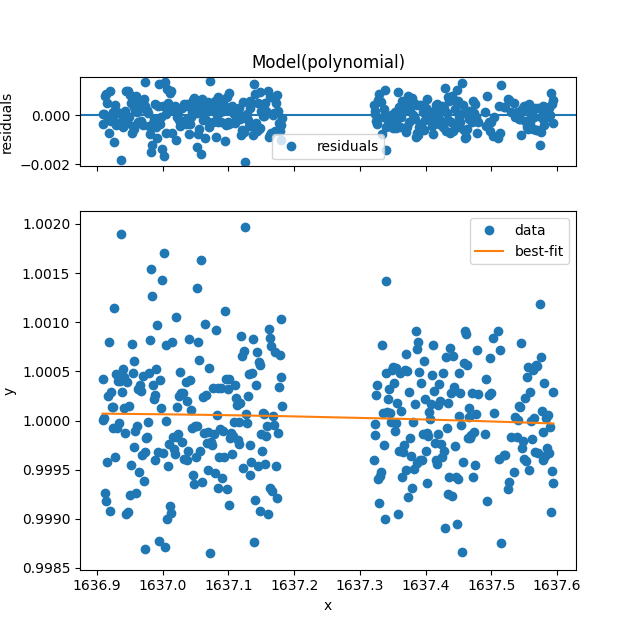 Model(polynomial)
residuals
0.000
−0.002
residuals
y
1.0020
1.0015
1.0010
1.0005
1.0000
0.9995
0.9990
0.9985
data
best-fit
1636.9 1637.0 1637.1 1637.2 1637.3 1637.4 1637.5 1637.6
x